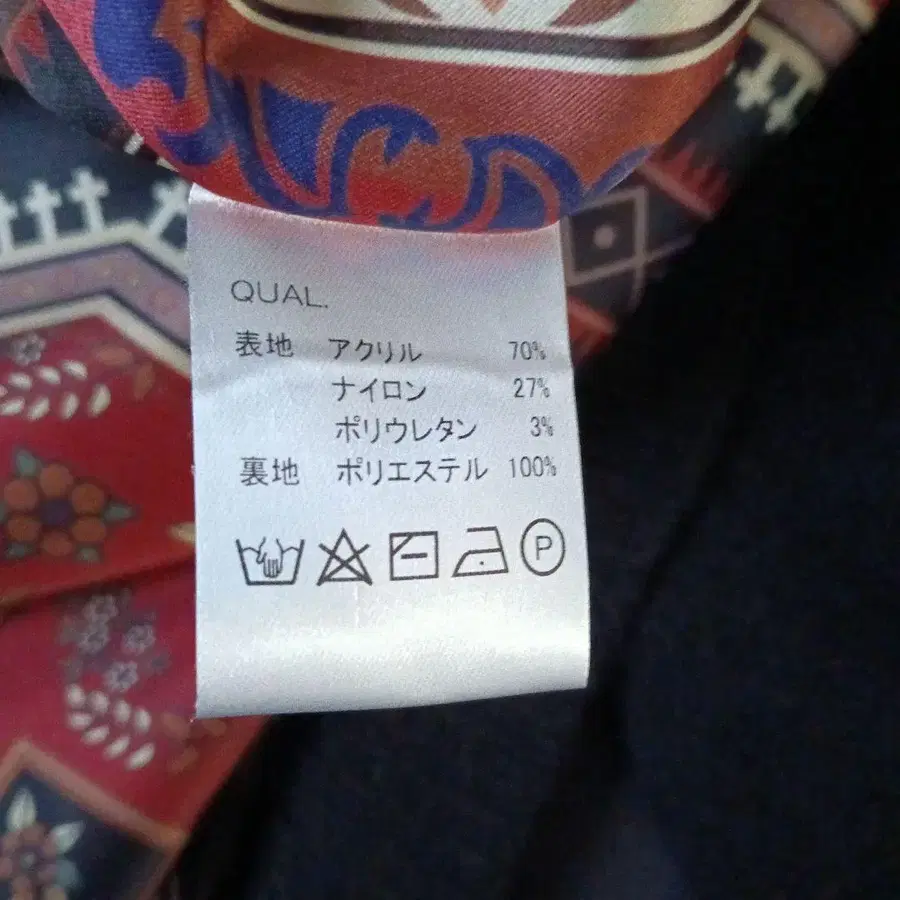 QUAL.
表地 アクリル 70%
ナイロン 27%
ポリウレタン 3%
裏地 ポリエステル 100%
P